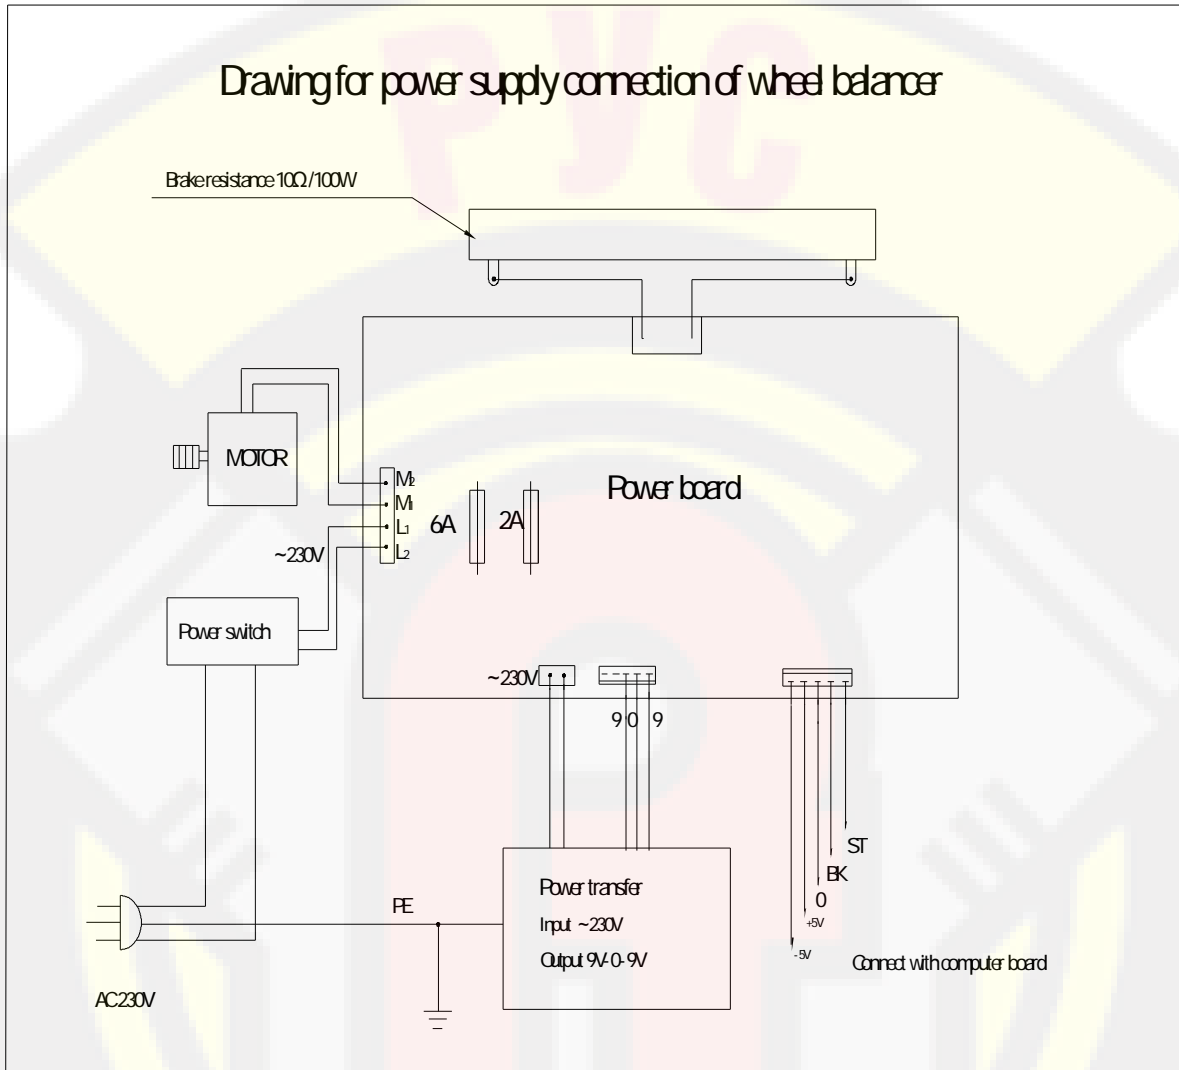 РУС
Drawing for power supply connection of wheel balancer
Brake resistance 10Ω/100W
MOTOR
M2
M1
L1
L2
~230V
6A
2A
Power board
Power switch
~230V
9 0 9
ST
BK
0
+5V
-5V
Connect with computer board
Power transfer
Input ~230V
Output 9V-0-9V
PE
AC230V